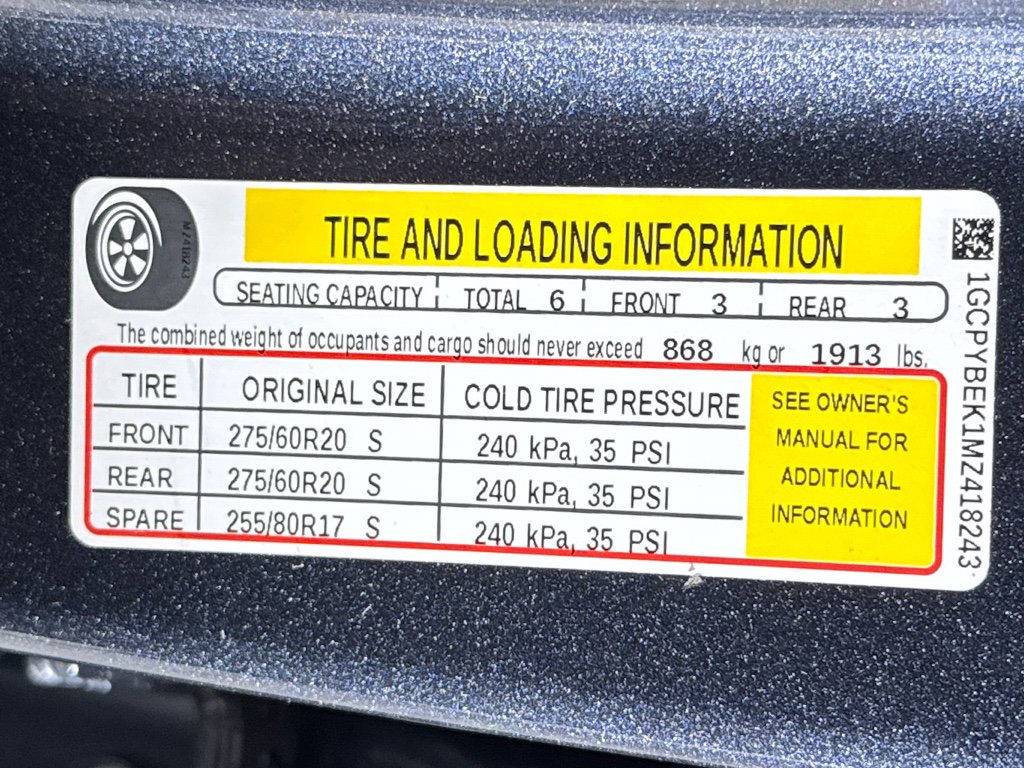 TIRE AND LOADING INFORMATION
SEATING CAPACITY TOTAL 6 FRONT 3 REAR 3
The combined weight of occupants and cargo should never exceed 868 kg or 1913 lbs.
TIRE ORIGINAL SIZE COLD TIRE PRESSURE
FRONT 275/60R20 S 240 kPa, 35 PSI
REAR 275/60R20 S 240 kPa, 35 PSI
SPARE 255/80R17 S 240 kPa, 35 PSI
SEE OWNER'S
MANUAL FOR
ADDITIONAL
INFORMATION
1GCPYBEK1MZ418243
MZ418243